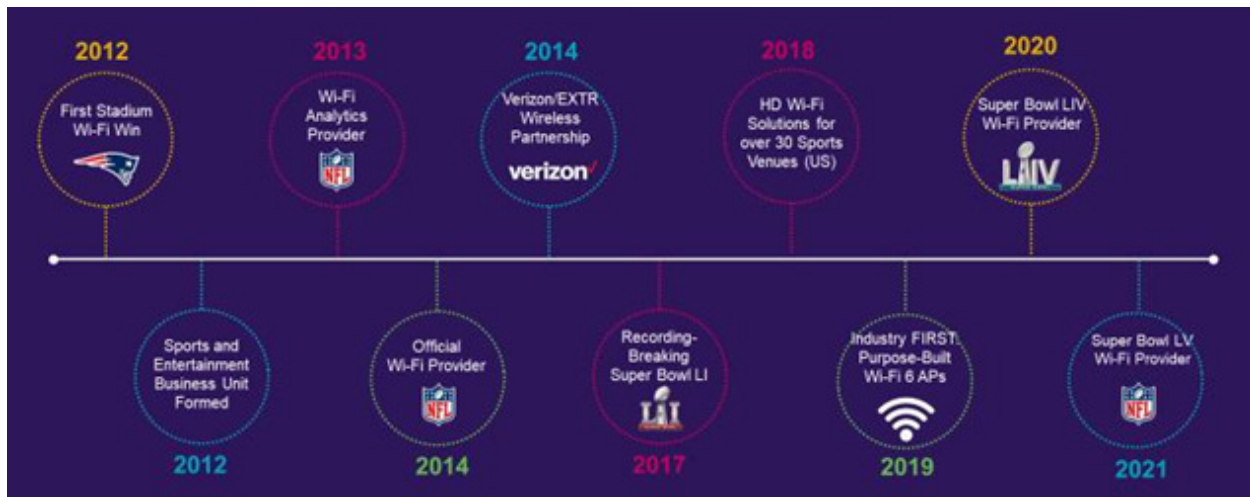 2012
First Stadium
Wi-Fi Win
2013
Wi-Fi
Analytics
Provider
NFL
2014
Verizon/EXTR
Wireless
Partnership
verizon
2018
HD Wi-Fi
Solutions for
over 30 Sports
Venues (US)
2020
Super Bowl LIV
Wi-Fi Provider
LIV
Sports and
Entertainment
Business Unit
Formed
2012
Official
Wi-Fi Provider
NFL
2014
Recording-
Breaking
Super Bowl LI
LI
2017
Industry FIRST
Purpose-Built
Wi-Fi 6 APs
2019
Super Bowl LV
Wi-Fi Provider
NFL
2021